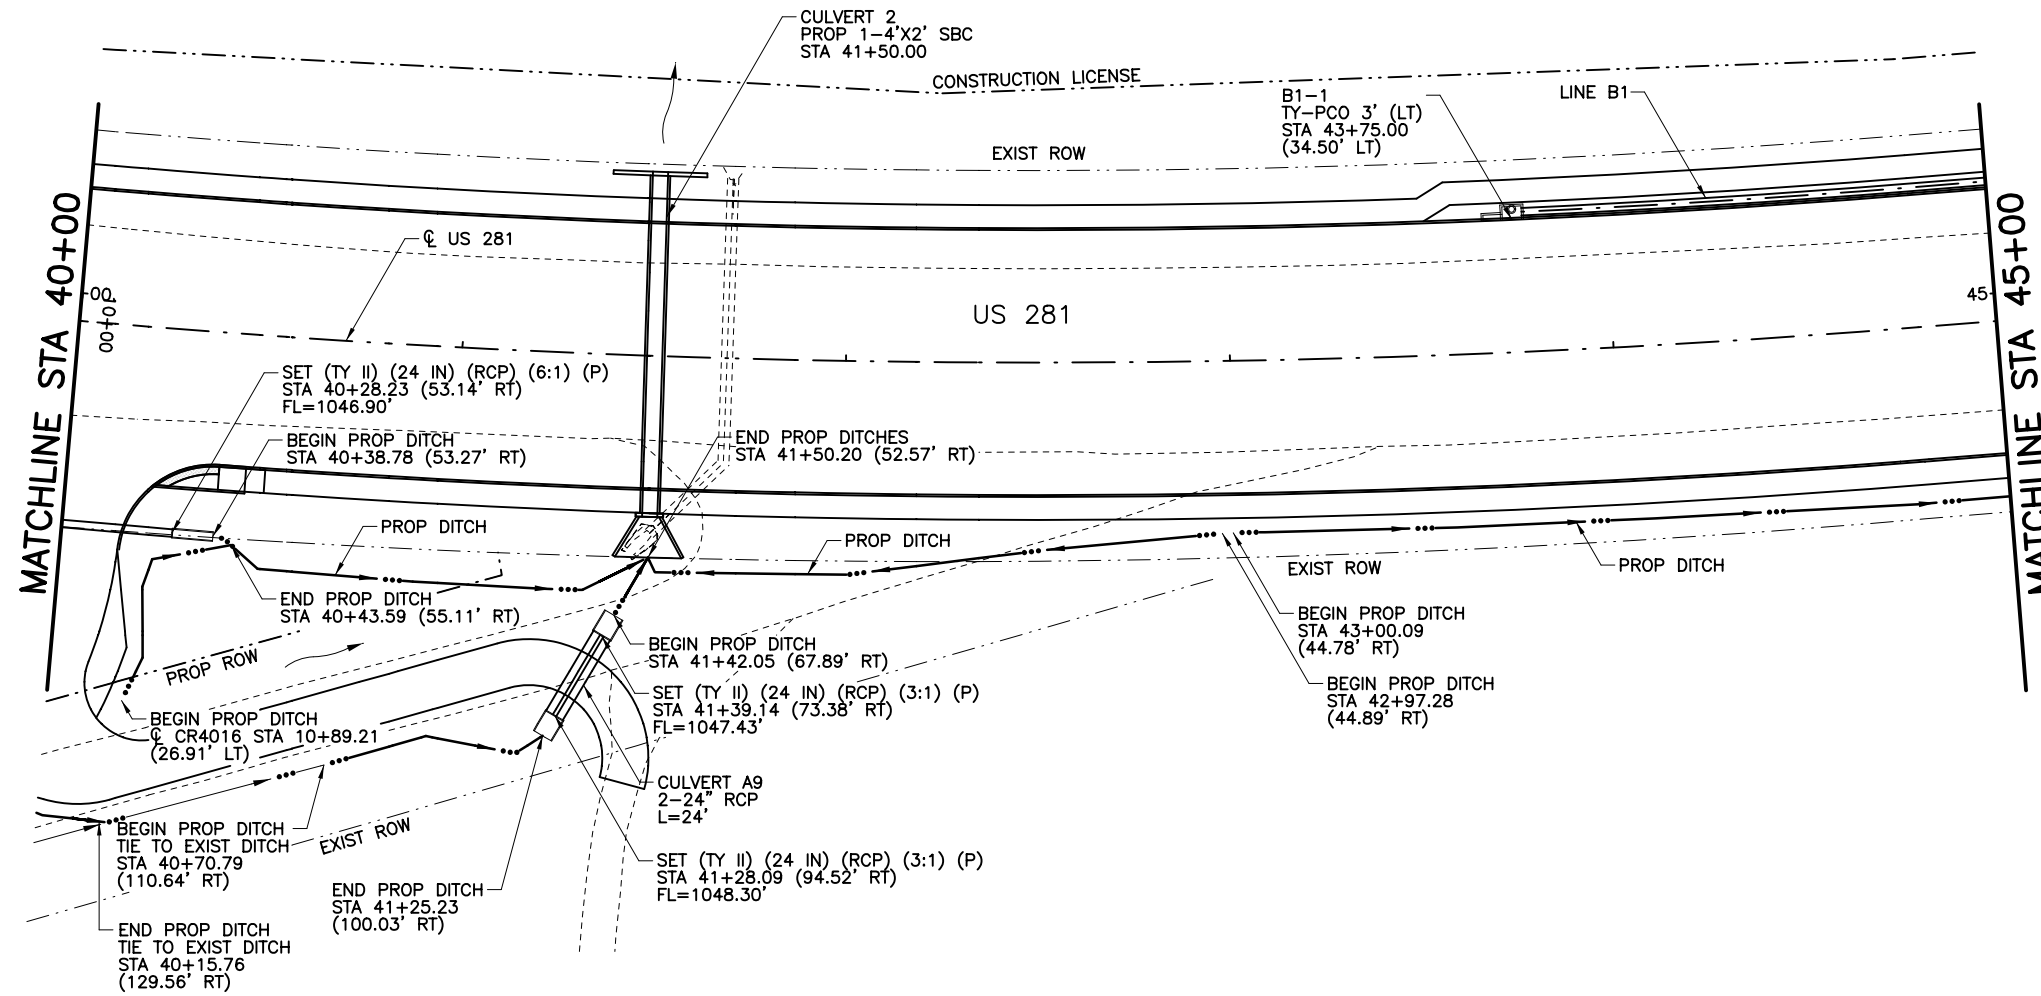 CULVERT 2
PROP 1-4'X2' SBC
STA 41+50.00
CONSTRUCTION LICENSE
B1-1
TY-PCO 3' (LT)
STA 43+75.00
(34.50' LT)
LINE B1
EXIST ROW
MATCHLINE STA 40+00
MATCHLINE STA 45+00
℄ US 281
00
10+00
45
US 281
SET (TY II) (24 IN) (RCP) (6:1) (P)
STA 40+28.23 (53.14' RT)
FL=1046.90'
BEGIN PROP DITCH
STA 40+38.78 (53.27' RT)
END PROP DITCHES
STA 41+50.20 (52.57' RT)
PROP DITCH
PROP DITCH
EXIST ROW
PROP DITCH
END PROP DITCH
STA 40+43.59 (55.11' RT)
BEGIN PROP DITCH
STA 43+00.09
(44.78' RT)
BEGIN PROP DITCH
STA 41+42.05 (67.89' RT)
PROP ROW
SET (TY II) (24 IN) (RCP) (3:1) (P)
STA 41+39.14 (73.38' RT)
FL=1047.43'
BEGIN PROP DITCH
STA 42+97.28
(44.89' RT)
BEGIN PROP DITCH
℄ CR4016 STA 10+89.21
(26.91' LT)
CULVERT A9
2-24" RCP
L=24'
BEGIN PROP DITCH
TIE TO EXIST DITCH
STA 40+70.79
(110.64' RT)
EXIST ROW
SET (TY II) (24 IN) (RCP) (3:1) (P)
STA 41+28.09 (94.52' RT)
FL=1048.30'
END PROP DITCH
STA 41+25.23
(100.03' RT)
END PROP DITCH
TIE TO EXIST DITCH
STA 40+15.76
(129.56' RT)